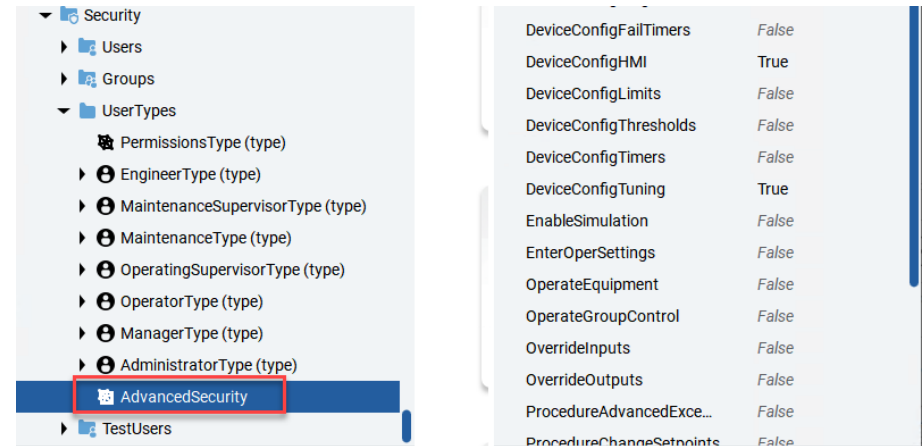 Security
Users
Groups
UserTypes
PermissionsType (type)
EngineerType (type)
MaintenanceSupervisorType (type)
MaintenanceType (type)
OperatingSupervisorType (type)
OperatorType (type)
ManagerType (type)
AdministratorType (type)
AdvancedSecurity
TestUsers
DeviceConfigFailTimers False
DeviceConfigHMI True
DeviceConfigLimits False
DeviceConfigThresholds False
DeviceConfigTimers False
DeviceConfigTuning True
EnableSimulation False
EnterOperSettings False
OperateEquipment False
OperateGroupControl False
OverrideInputs False
OverrideOutputs False
ProcedureAdvancedExce... False
ProcedureChangeSetpoints False